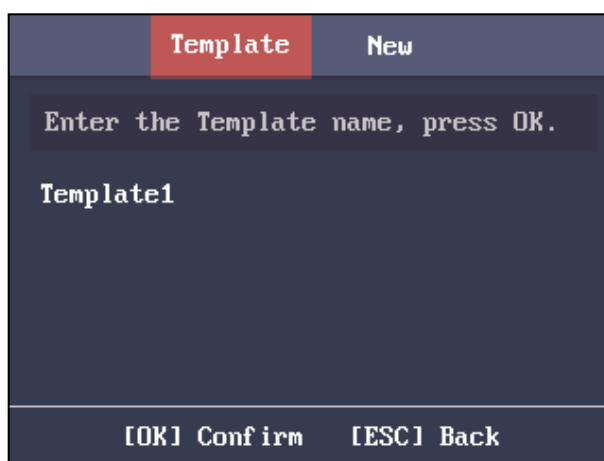 Template New
Enter the Template name, press OK.
Template1
[OK] Confirm [ESC] Back